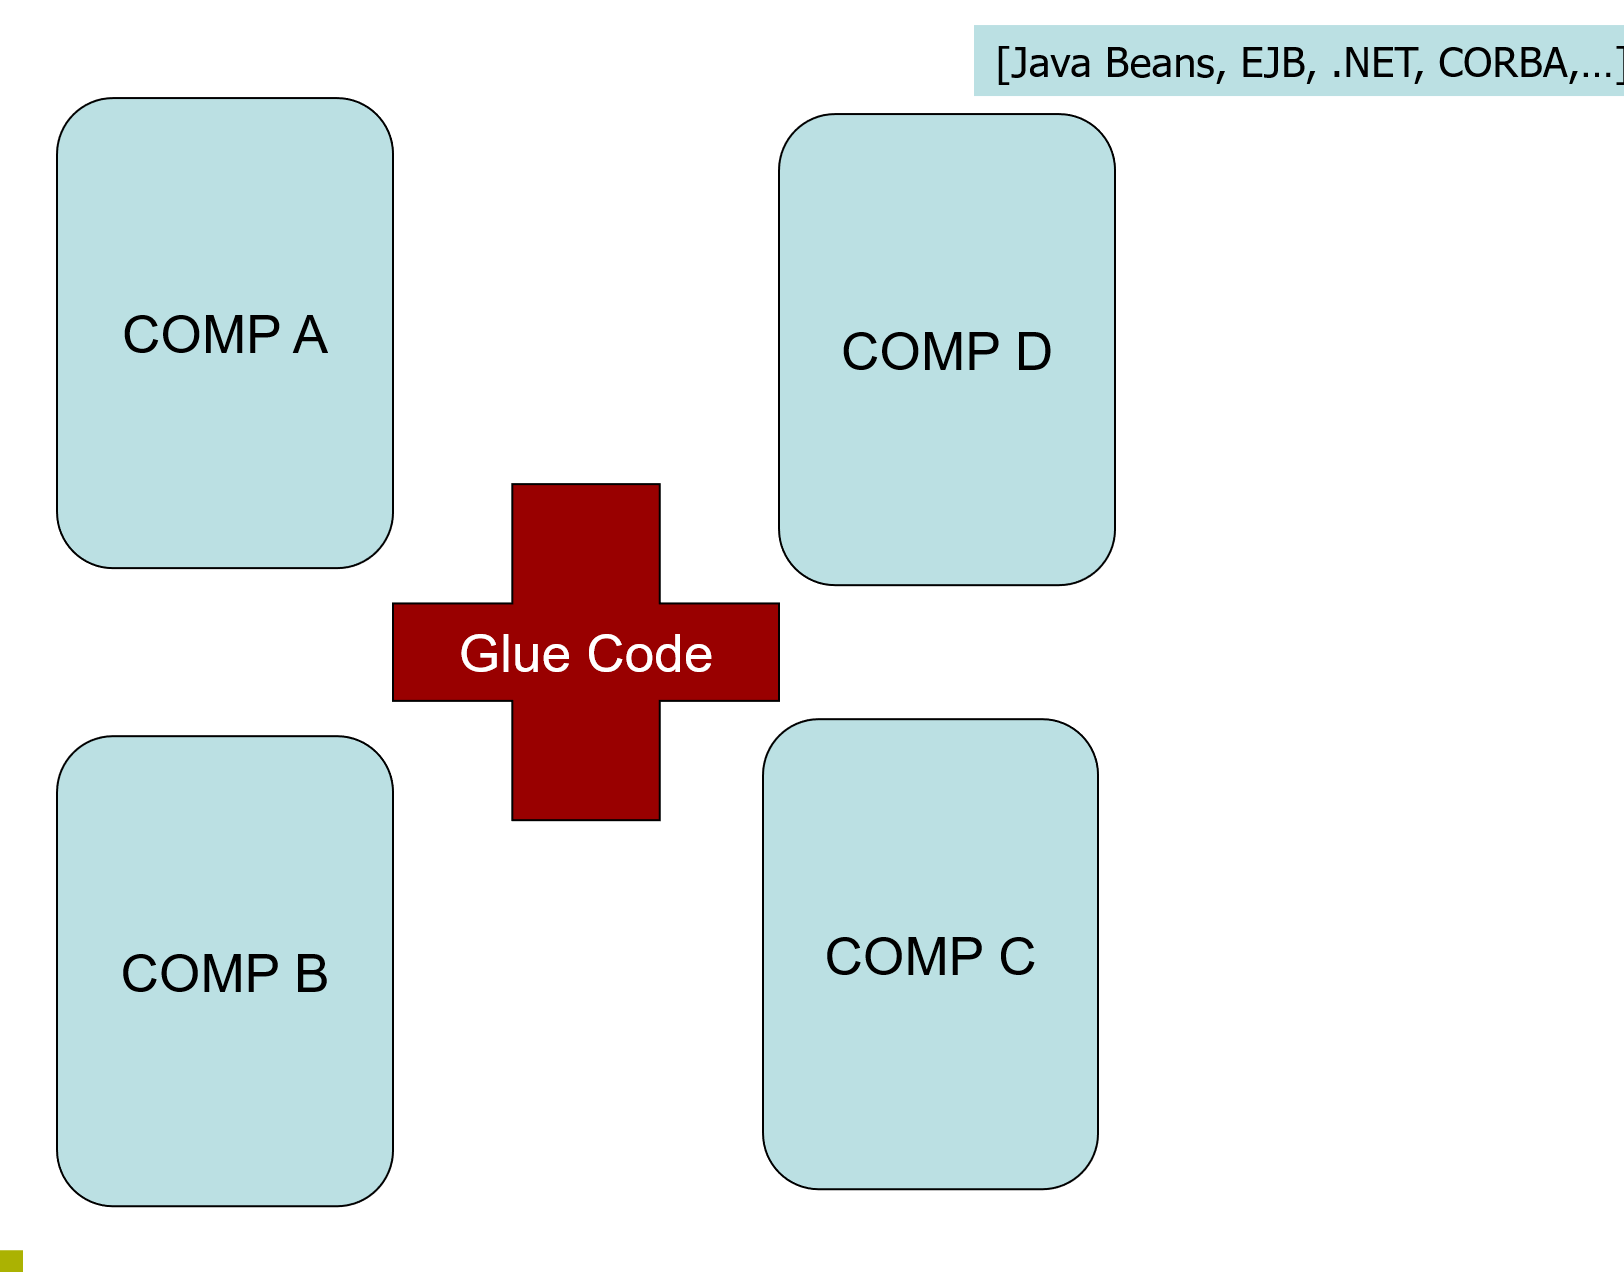 [Java Beans, EJB, .NET, CORBA,...]
COMP A
COMP D
Glue Code
COMP B
COMP C